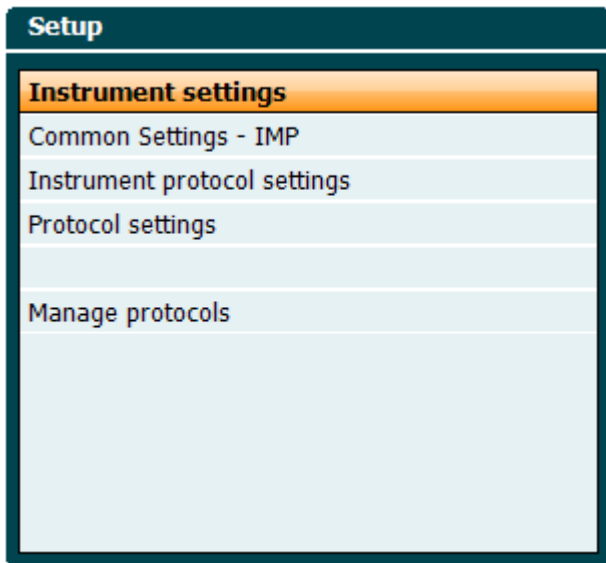 Setup
Instrument settings
Common Settings - IMP
Instrument protocol settings
Protocol settings
Manage protocols